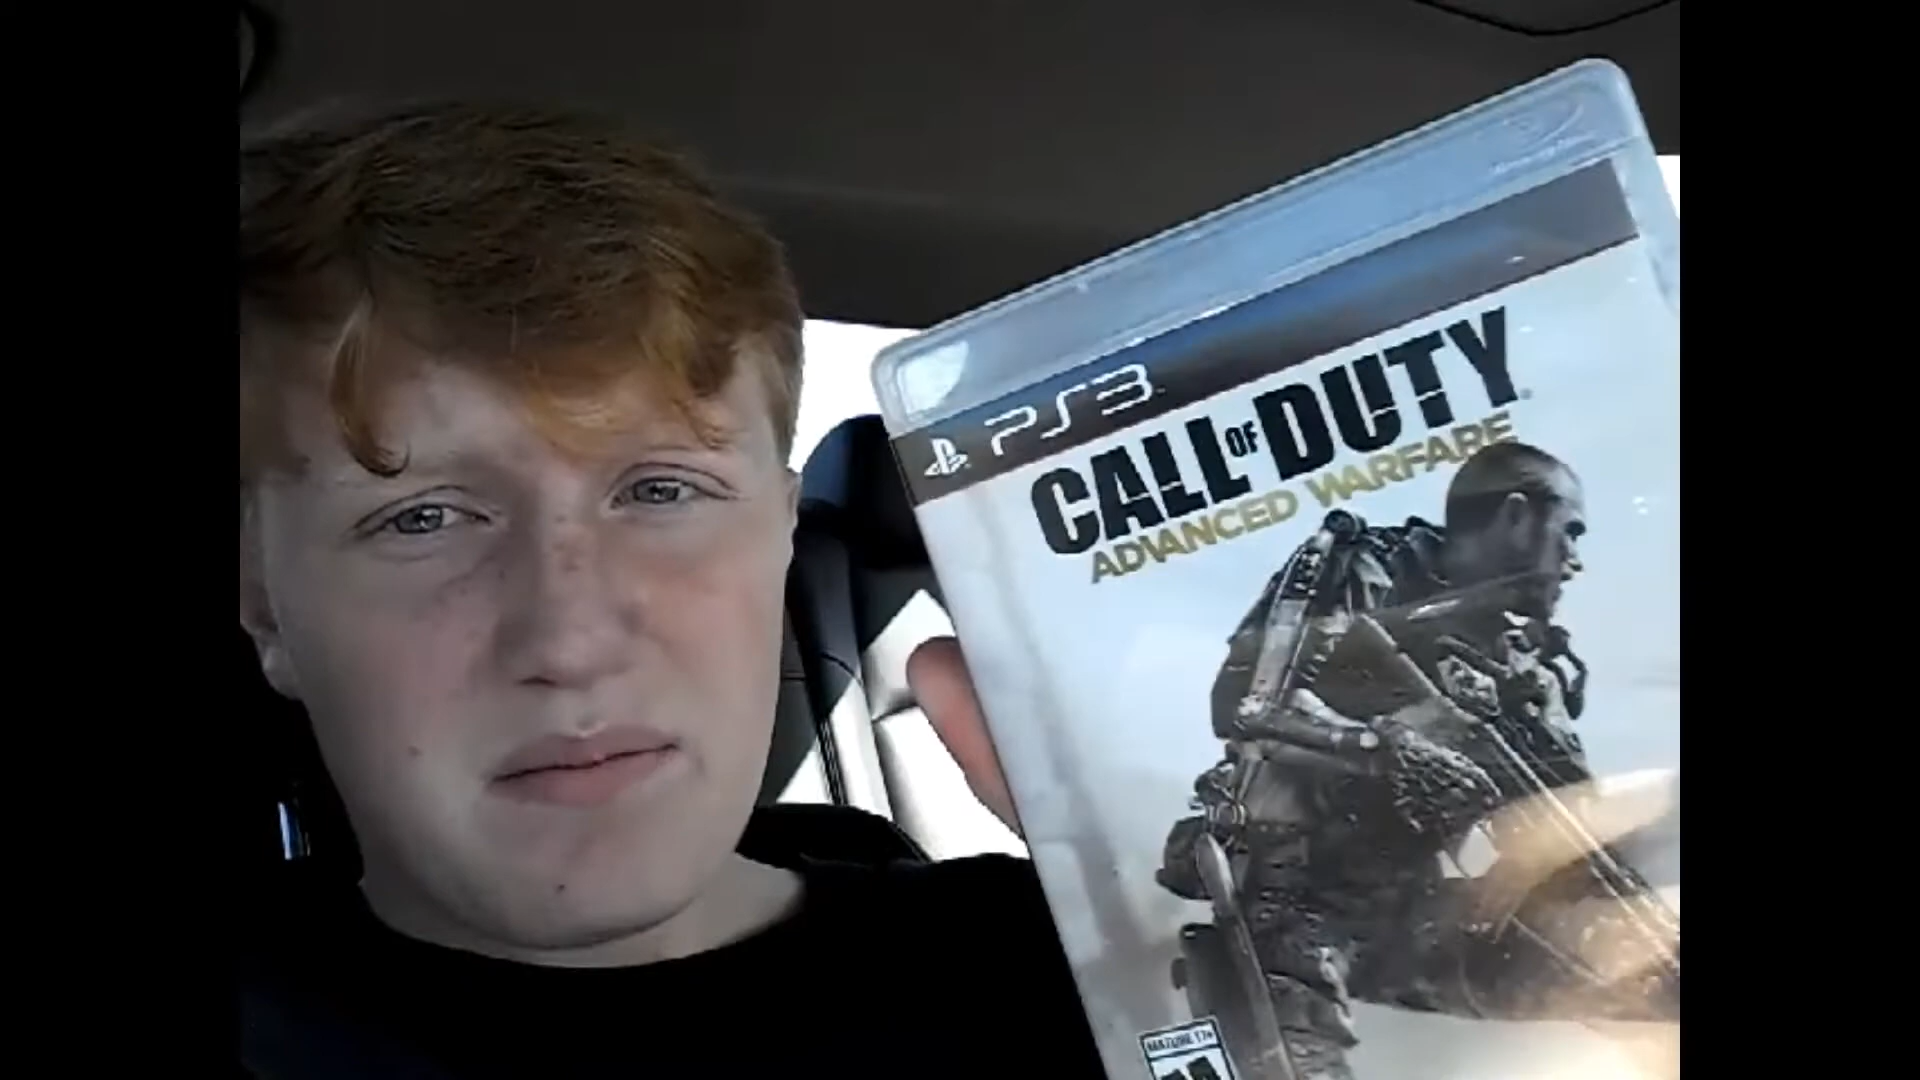 PS3
CALL OF DUTY
ADVANCED WARFARE
MATURE 17+
M